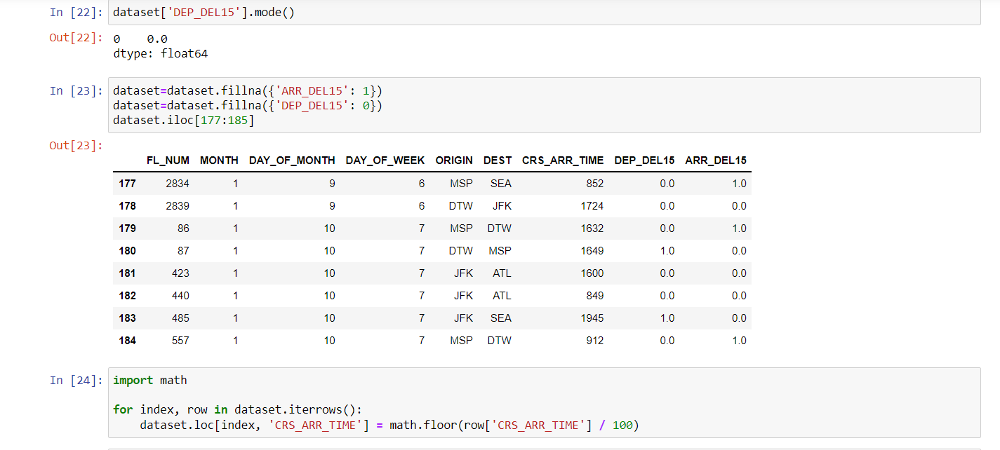 In [22]: dataset['DEP_DEL15'].mode()
Out[22]: 0    0.0
dtype: float64
In [23]: dataset=dataset.fillna({'ARR_DEL15': 1})
dataset=dataset.fillna({'DEP_DEL15': 0})
dataset.iloc[177:185]
Out[23]:
FL_NUM MONTH DAY_OF_MONTH DAY_OF_WEEK ORIGIN DEST CRS_ARR_TIME DEP_DEL15 ARR_DEL15
177 2834 1 9 6 MSP SEA 852 0.0 1.0
178 2839 1 9 6 DTW JFK 1724 0.0 0.0
179 86 1 10 7 MSP DTW 1632 0.0 1.0
180 87 1 10 7 DTW MSP 1649 1.0 0.0
181 423 1 10 7 JFK ATL 1600 0.0 0.0
182 440 1 10 7 JFK ATL 849 0.0 0.0
183 485 1 10 7 JFK SEA 1945 1.0 0.0
184 557 1 10 7 MSP DTW 912 0.0 1.0
In [24]: import math
for index, row in dataset.iterrows():
    dataset.loc[index, 'CRS_ARR_TIME'] = math.floor(row['CRS_ARR_TIME'] / 100)